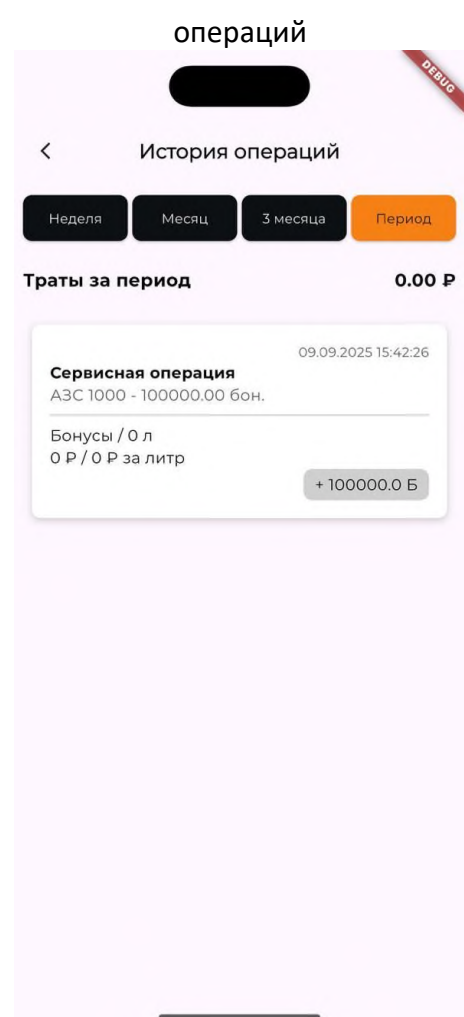 операций
DEBUG
История операций
Неделя Месяц 3 месяца Период
Траты за период 0.00 ₽
09.09.2025 15:42:26
Сервисная операция
АЗС 1000 - 100000.00 бон.
Бонусы / 0 л
0 ₽ / 0 ₽ за литр
+ 100000.0 Б